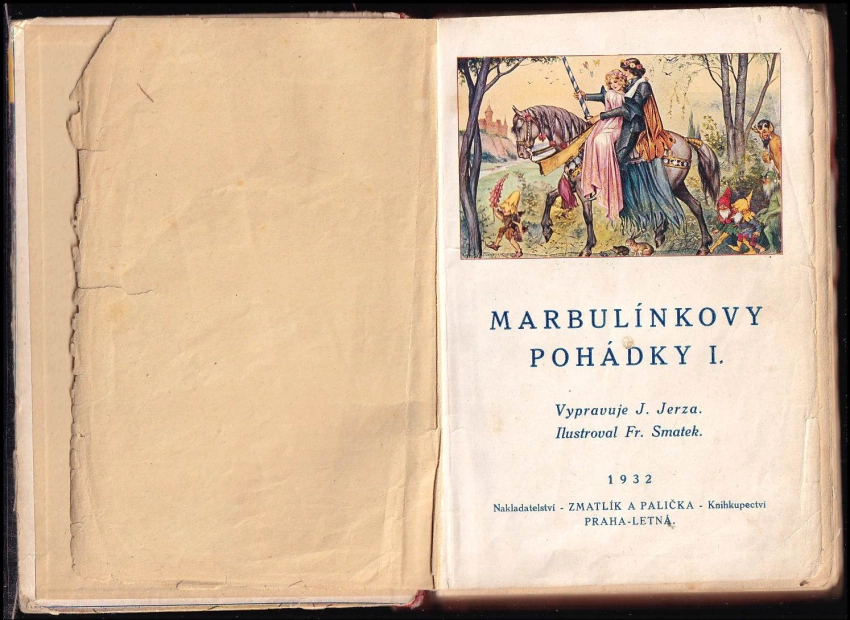 MARBULÍNKOVY
POHÁDKY I.
Vypravuje J. Jerza.
Ilustroval Fr. Smatek.
1932
Nakladatelství - ZMATLÍK A PALIČKA - Knihkupectví
PRAHA-LETNÁ.